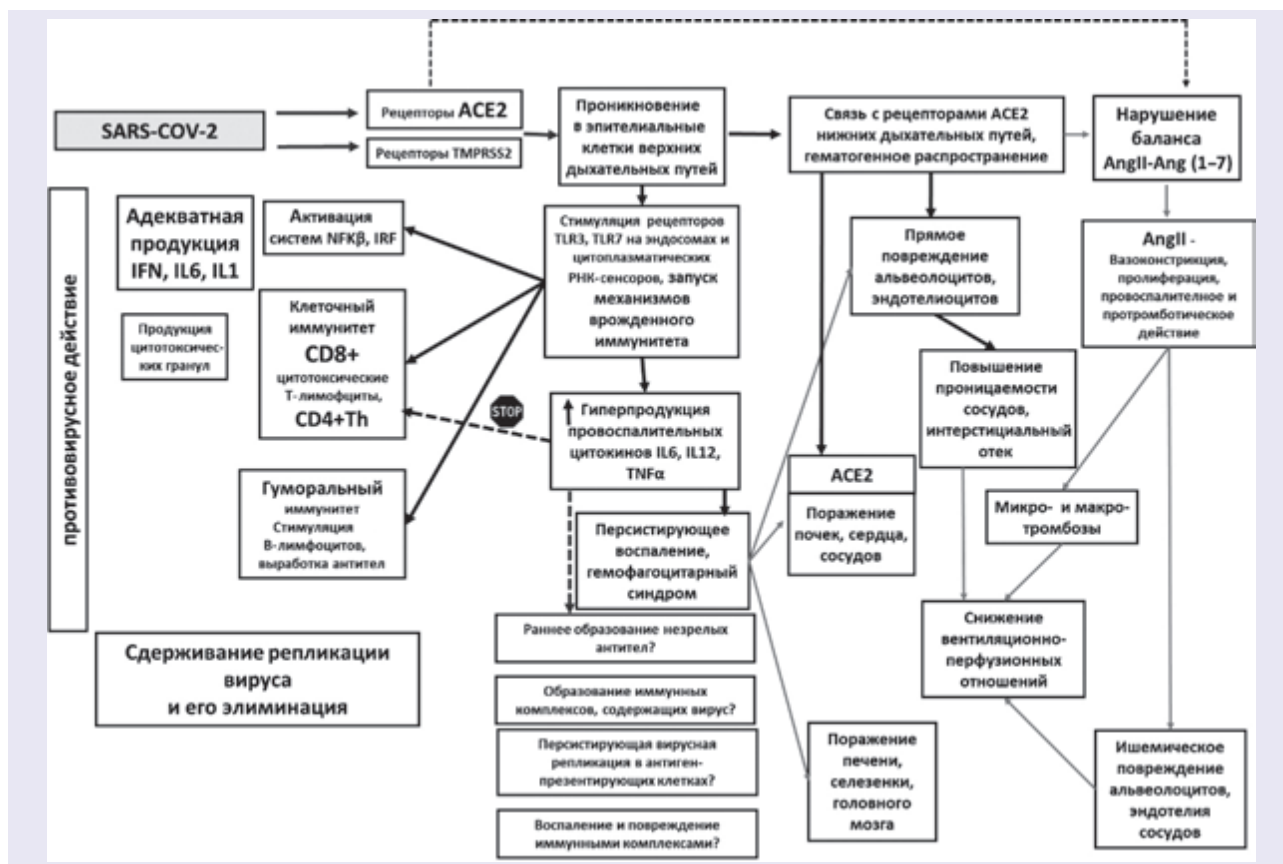 SARS-COV-2
Рецепторы ACE2
Рецепторы TMPRSS2
Проникновение
в эпителиальные
клетки верхних
дыхательных путей
Связь с рецепторами ACE2
нижних дыхательных путей,
гематогенное распространение
Нарушение
баланса
AngII-Ang (1–7)
противовирусное действие
Адекватная
продукция
IFN, IL6, IL1
Активация
систем NFKβ, IRF
Стимуляция рецепторов
TLR3, TLR7 на эндосомах и
цитоплазматических
РНК-сенсоров, запуск
механизмов
врожденного
иммунитета
Прямое
повреждение
альвеолоцитов,
эндотелиоцитов
AngII -
Вазоконстрикция,
пролиферация,
провоспалителное и
протромботическое
действие
Продукция
цитотоксичес-
ких гранул
Клеточный
иммунитет
CD8+
цитотоксические
Т-лимофциты,
CD4+Th
STOP
Гиперпродукция
провоспалительных
цитокинов IL6, IL12,
TNFα
Повышение
проницаемости
сосудов,
интерстициальный
отек
ACE2
Поражение
почек, сердца,
сосудов
Микро- и макро-
тромбозы
Гуморальный
иммунитет
Стимуляция
В-лимфоцитов,
выработка антител
Персистирующее
воспаление,
гемофагоцитарный
синдром
Снижение
вентиляционно-
перфузионных
отношений
Сдерживание репликации
вируса
и его элиминация
Раннее образование незрелых
антител?
Образование иммунных
комплексов, содержащих вирус?
Персистирующая вирусная
репликация в антиген-
презентирующих клетках?
Воспаление и повреждение
иммунными комплексами?
Поражение
печени,
селезенки,
головного
мозга
Ишемическое
повреждение
альвеолоцитов,
эндотелия
сосудов